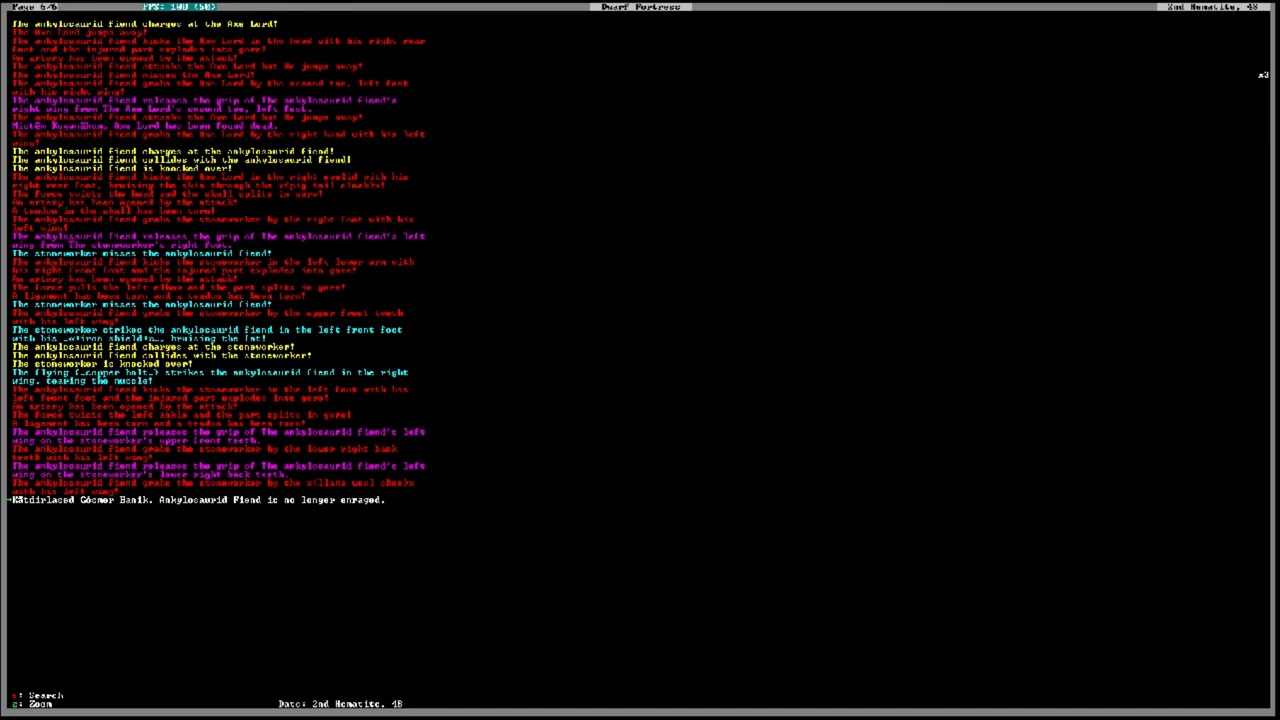 Page 6/6 FPS: 100 (50) Dwarf Fortress 2nd Hematite, 48
The ankylosaurid fiend charges at the Axe Lord!
The Axe Lord jumps away!
The ankylosaurid fiend kicks the Axe Lord in the head with his right rear
foot and the injured part explodes into gore!
An artery has been opened by the attack!
The ankylosaurid fiend attacks the Axe Lord but He jumps away! x3
The ankylosaurid fiend misses the Axe Lord!
The ankylosaurid fiend grabs the Axe Lord by the second toe, left foot
with his right wing!
The ankylosaurid fiend releases the grip of The ankylosaurid fiend's
right wing from The Axe Lord's second toe, left foot.
The ankylosaurid fiend attacks the Axe Lord but He jumps away!
Axe Lord has been found dead.
The ankylosaurid fiend grabs the Axe Lord by the right hand with his left
wing!
The ankylosaurid fiend charges at the ankylosaurid fiend!
The ankylosaurid fiend collides with the ankylosaurid fiend!
The ankylosaurid fiend is knocked over!
The ankylosaurid fiend kicks the Axe Lord in the right eyelid with his
right rear foot, bruising the skin through the x(pig tail cloak)x!
The force twists the head and the skull splits in gore!
An artery has been opened by the attack!
A tendon in the skull has been torn!
The ankylosaurid fiend grabs the stoneworker by the right foot with his
left wing!
The ankylosaurid fiend releases the grip of The ankylosaurid fiend's left
wing from The stoneworker's right foot.
The stoneworker misses the ankylosaurid fiend!
The ankylosaurid fiend kicks the stoneworker in the left lower arm with
his right front foot and the injured part explodes into gore!
An artery has been opened by the attack!
The force pulls the left elbow and the part splits in gore!
A ligament has been torn and a tendon has been torn!
The stoneworker misses the ankylosaurid fiend!
The ankylosaurid fiend grabs the stoneworker by the upper front teeth
with his left wing!
The stoneworker strikes the ankylosaurid fiend in the left front foot
with his iron shield, bruising the fat!
The ankylosaurid fiend charges at the stoneworker!
The ankylosaurid fiend collides with the stoneworker!
The stoneworker is knocked over!
The flying (-copper bolt-) strikes the ankylosaurid fiend in the right
wing, tearing the muscle!
The ankylosaurid fiend kicks the stoneworker in the left foot with his
left front foot and the injured part explodes into gore!
An artery has been opened by the attack!
The force twists the left ankle and the part splits in gore!
A ligament has been torn and a tendon has been torn!
The ankylosaurid fiend releases the grip of The ankylosaurid fiend's left
wing on the stoneworker's upper front teeth.
The ankylosaurid fiend grabs the stoneworker by the lower right back
teeth with his left wing!
The ankylosaurid fiend releases the grip of The ankylosaurid fiend's left
wing on the stoneworker's lower right back teeth.
The ankylosaurid fiend grabs the stoneworker by the x(llama wool shoe)x
with his left wing!
Banik, Ankylosaurid Fiend is no longer enraged.
s: Search
z: Zoom Date: 2nd Hematite, 48